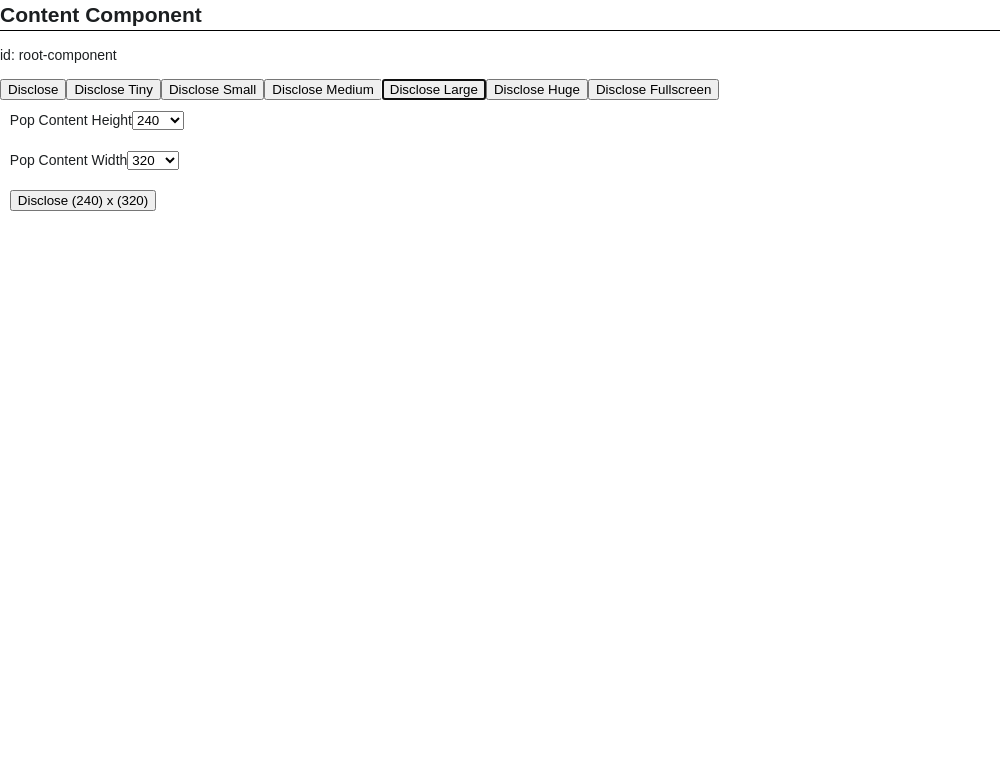 Content Component
id: root-component
Disclose Disclose Tiny Disclose Small Disclose Medium Disclose Large Disclose Huge Disclose Fullscreen
Pop Content Height 240
Pop Content Width 320
Disclose (240) x (320)